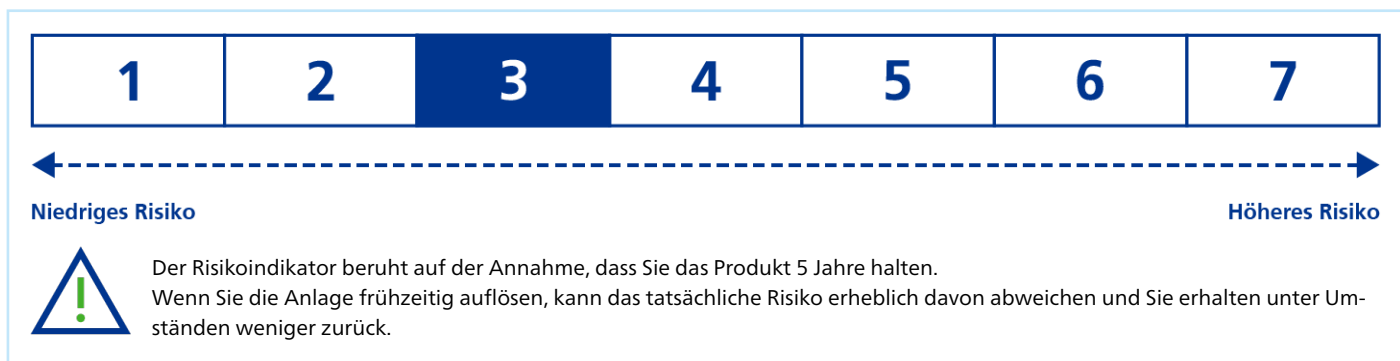 1 2 3 4 5 6 7
Niedriges Risiko Höheres Risiko
Der Risikoindikator beruht auf der Annahme, dass Sie das Produkt 5 Jahre halten.
Wenn Sie die Anlage frühzeitig auflösen, kann das tatsächliche Risiko erheblich davon abweichen und Sie erhalten unter Um-
ständen weniger zurück.